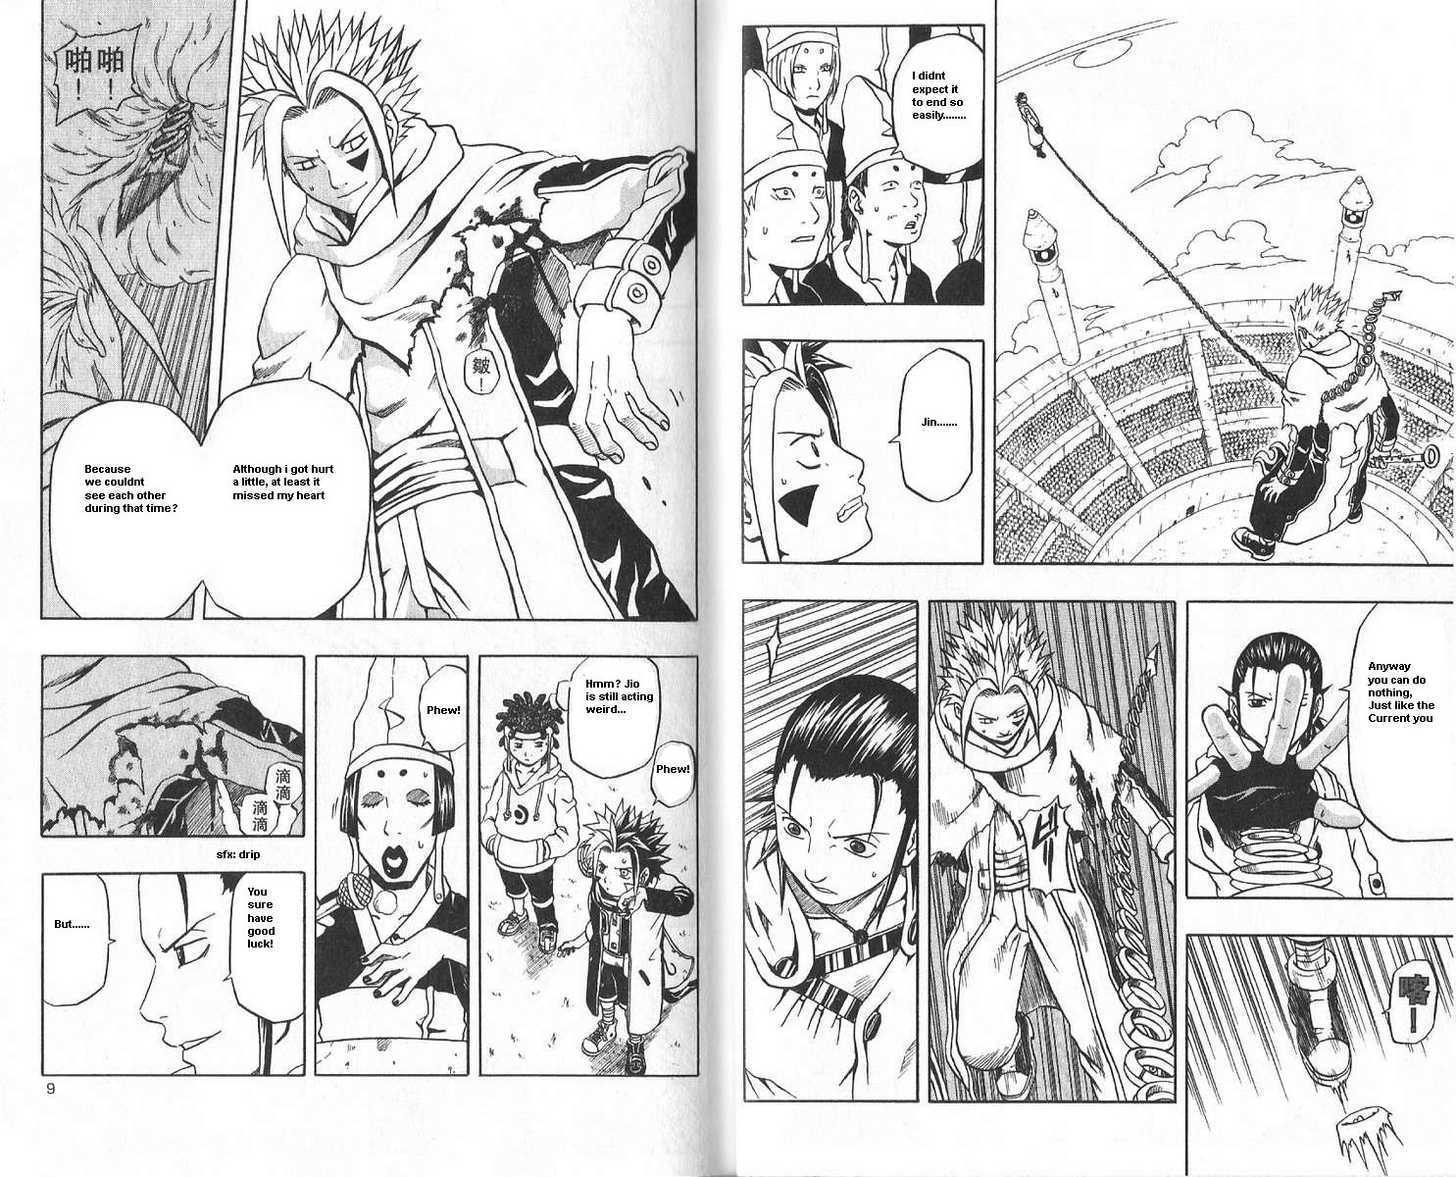 I didnt
expect it
to end so
easily........
Jin.......
Anyway
you can do
nothing,
Just like the
Current you
喀
！
Although i got hurt
a little, at least it
missed my heart
皺
！
Because
we couldnt
see each other
during that time?
啪！
啪！
Hmm? Jio
is still acting
weird...
Phew!
Phew!
滴滴
滴滴
sfx: drip
You
sure
have
good
luck!
But......
9